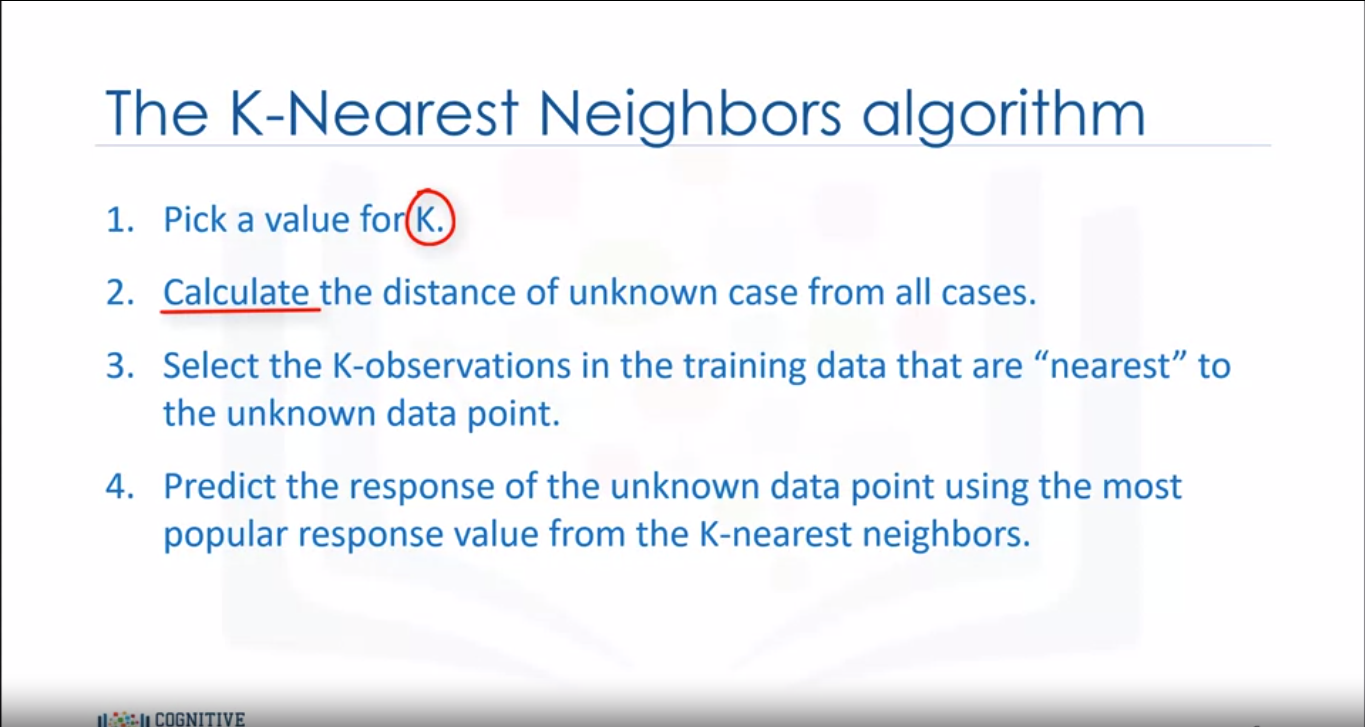 The K-Nearest Neighbors algorithm
1. Pick a value for K.
2. Calculate the distance of unknown case from all cases.
3. Select the K-observations in the training data that are “nearest” to
the unknown data point.
4. Predict the response of the unknown data point using the most
popular response value from the K-nearest neighbors.
COGNITIVE